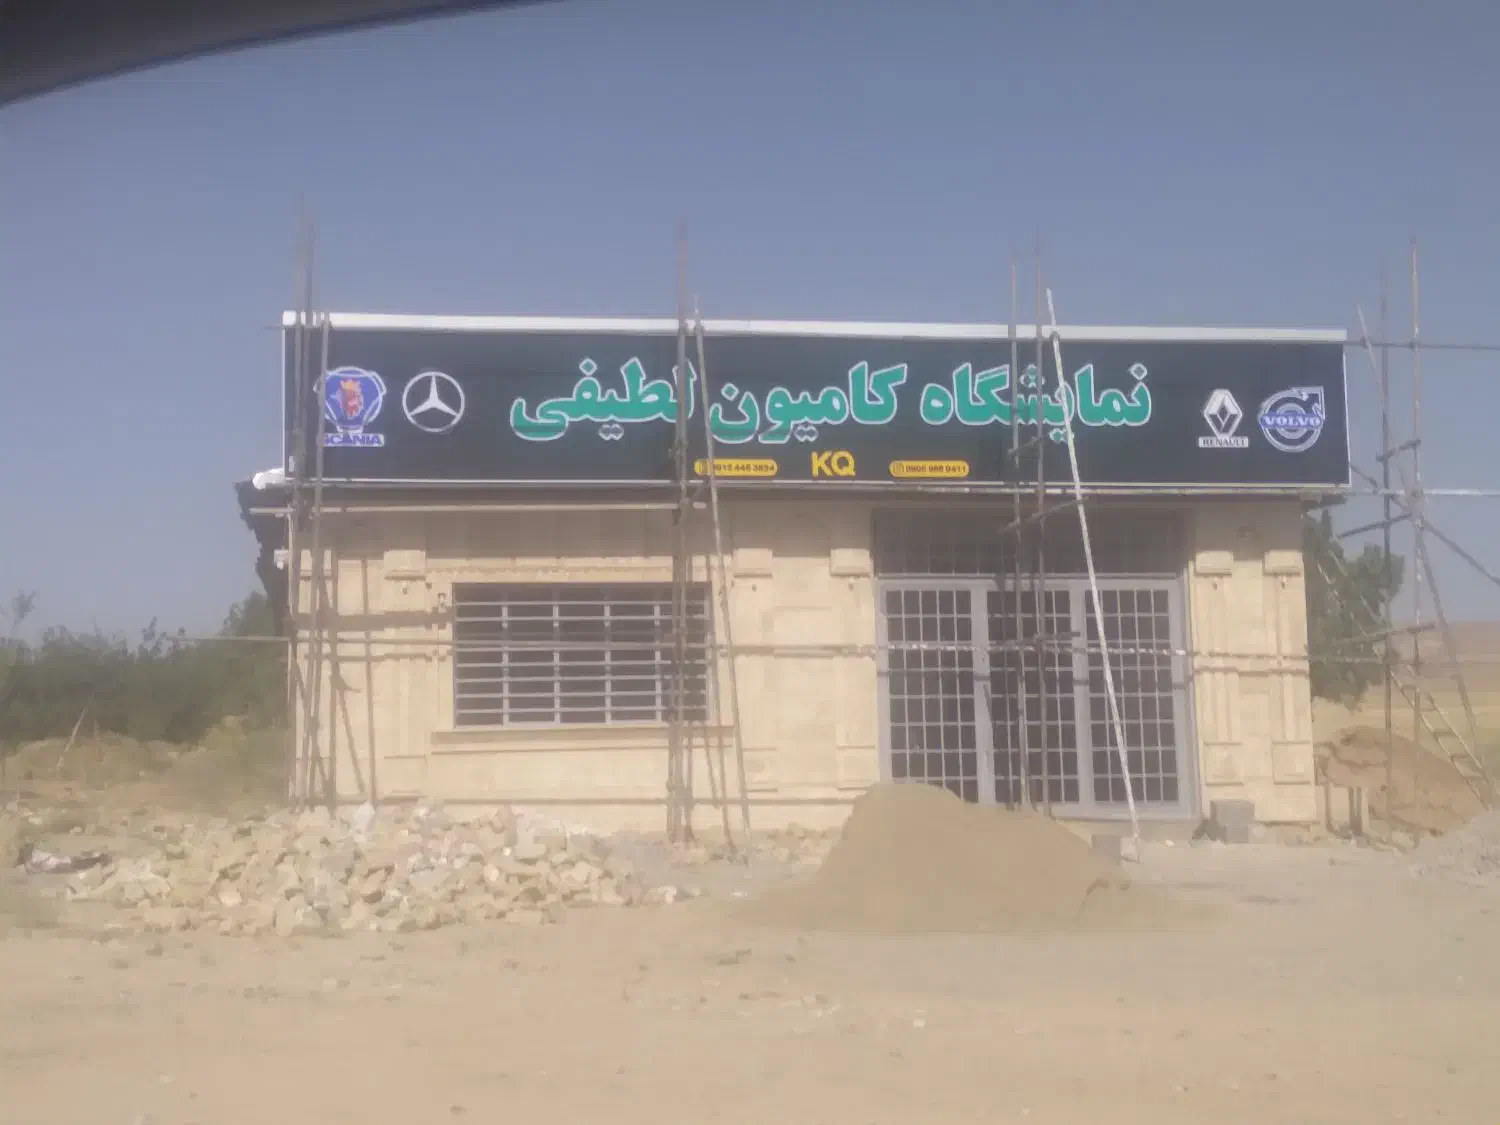 نمایشگاه کامیون لطیفی
SCANIA
RENAULT
VOLVO
KQ